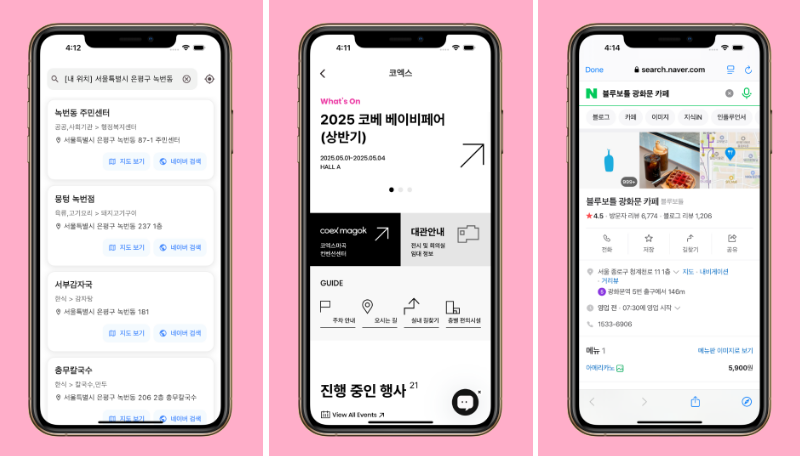 4:12
[내 위치] 서울특별시 은평구 녹번동
녹번동 주민센터
공공,사회기관 > 행정복지센터
서울특별시 은평구 녹번동 87-1 주민센터
지도 보기 네이버 검색
뭉텅 녹번점
육류,고기요리 > 돼지고기구이
서울특별시 은평구 녹번동 237 1층
지도 보기 네이버 검색
서부감자국
한식 > 감자탕
서울특별시 은평구 녹번동 181
지도 보기 네이버 검색
충무칼국수
한식 > 칼국수,만두
서울특별시 은평구 녹번동 206 2층 충무칼국수
지도 보기 네이버 검색
4:11
코엑스
What's On
2025 코베 베이비페어
(상반기)
2025.05.01-2025.05.04
HALL A
coex magok
코엑스마곡
컨벤션센터
대관안내
전시 및 회의실
임대 정보
GUIDE
주차 안내 오시는 길 실내 길찾기 층별 편의시설
진행 중인 행사 21
View All Events
4:14
Done search.naver.com
N 블루보틀 광화문 카페
블로그 카페 이미지 지식iN 인플루언서
999+
블루보틀 광화문 카페 블루보틀
4.5 · 방문자 리뷰 6,774 · 블로그 리뷰 1,206
전화 저장 길찾기 공유
서울 종로구 청계천로 11 1층 지도 · 내비게이션
· 거리뷰
5 광화문역 5번 출구에서 146m
영업 전 · 07:30에 영업 시작
1533-6906
메뉴 1 메뉴판 이미지로 보기
아메리카노 5,900원